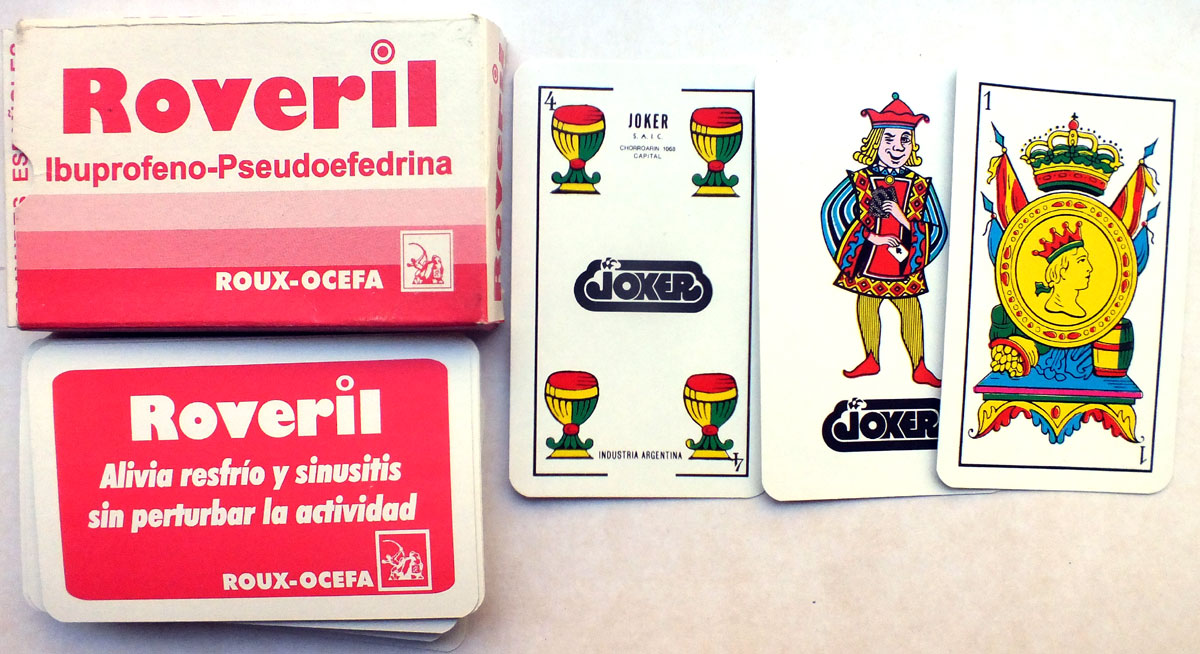 Roveril
Ibuprofeno-Pseudoefedrina
ROUX-OCEFA
ROVERIL
Roveril
Alivia resfrío y sinusitis
sin perturbar la actividad
ROUX-OCEFA
4
JOKER
S.A.I.C.
CHORROARIN 1068
CAPITAL
JOKER
INDUSTRIA ARGENTINA
4
JOKER
1
1